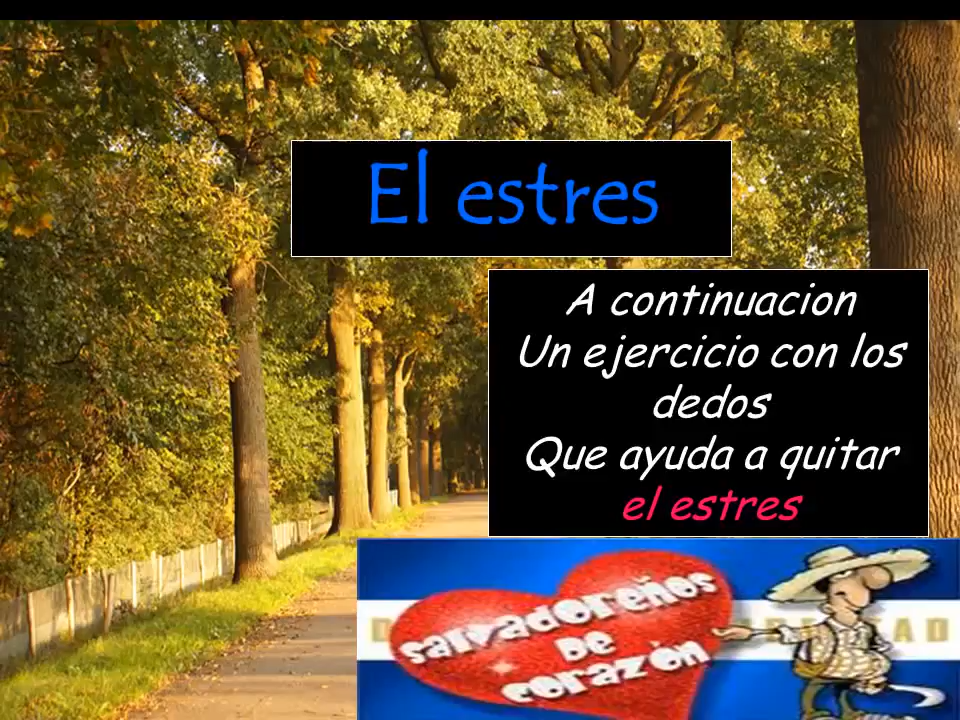 El estres
A continuacion
Un ejercicio con los
dedos
Que ayuda a quitar
el estres
salvadoreños
De
corazón